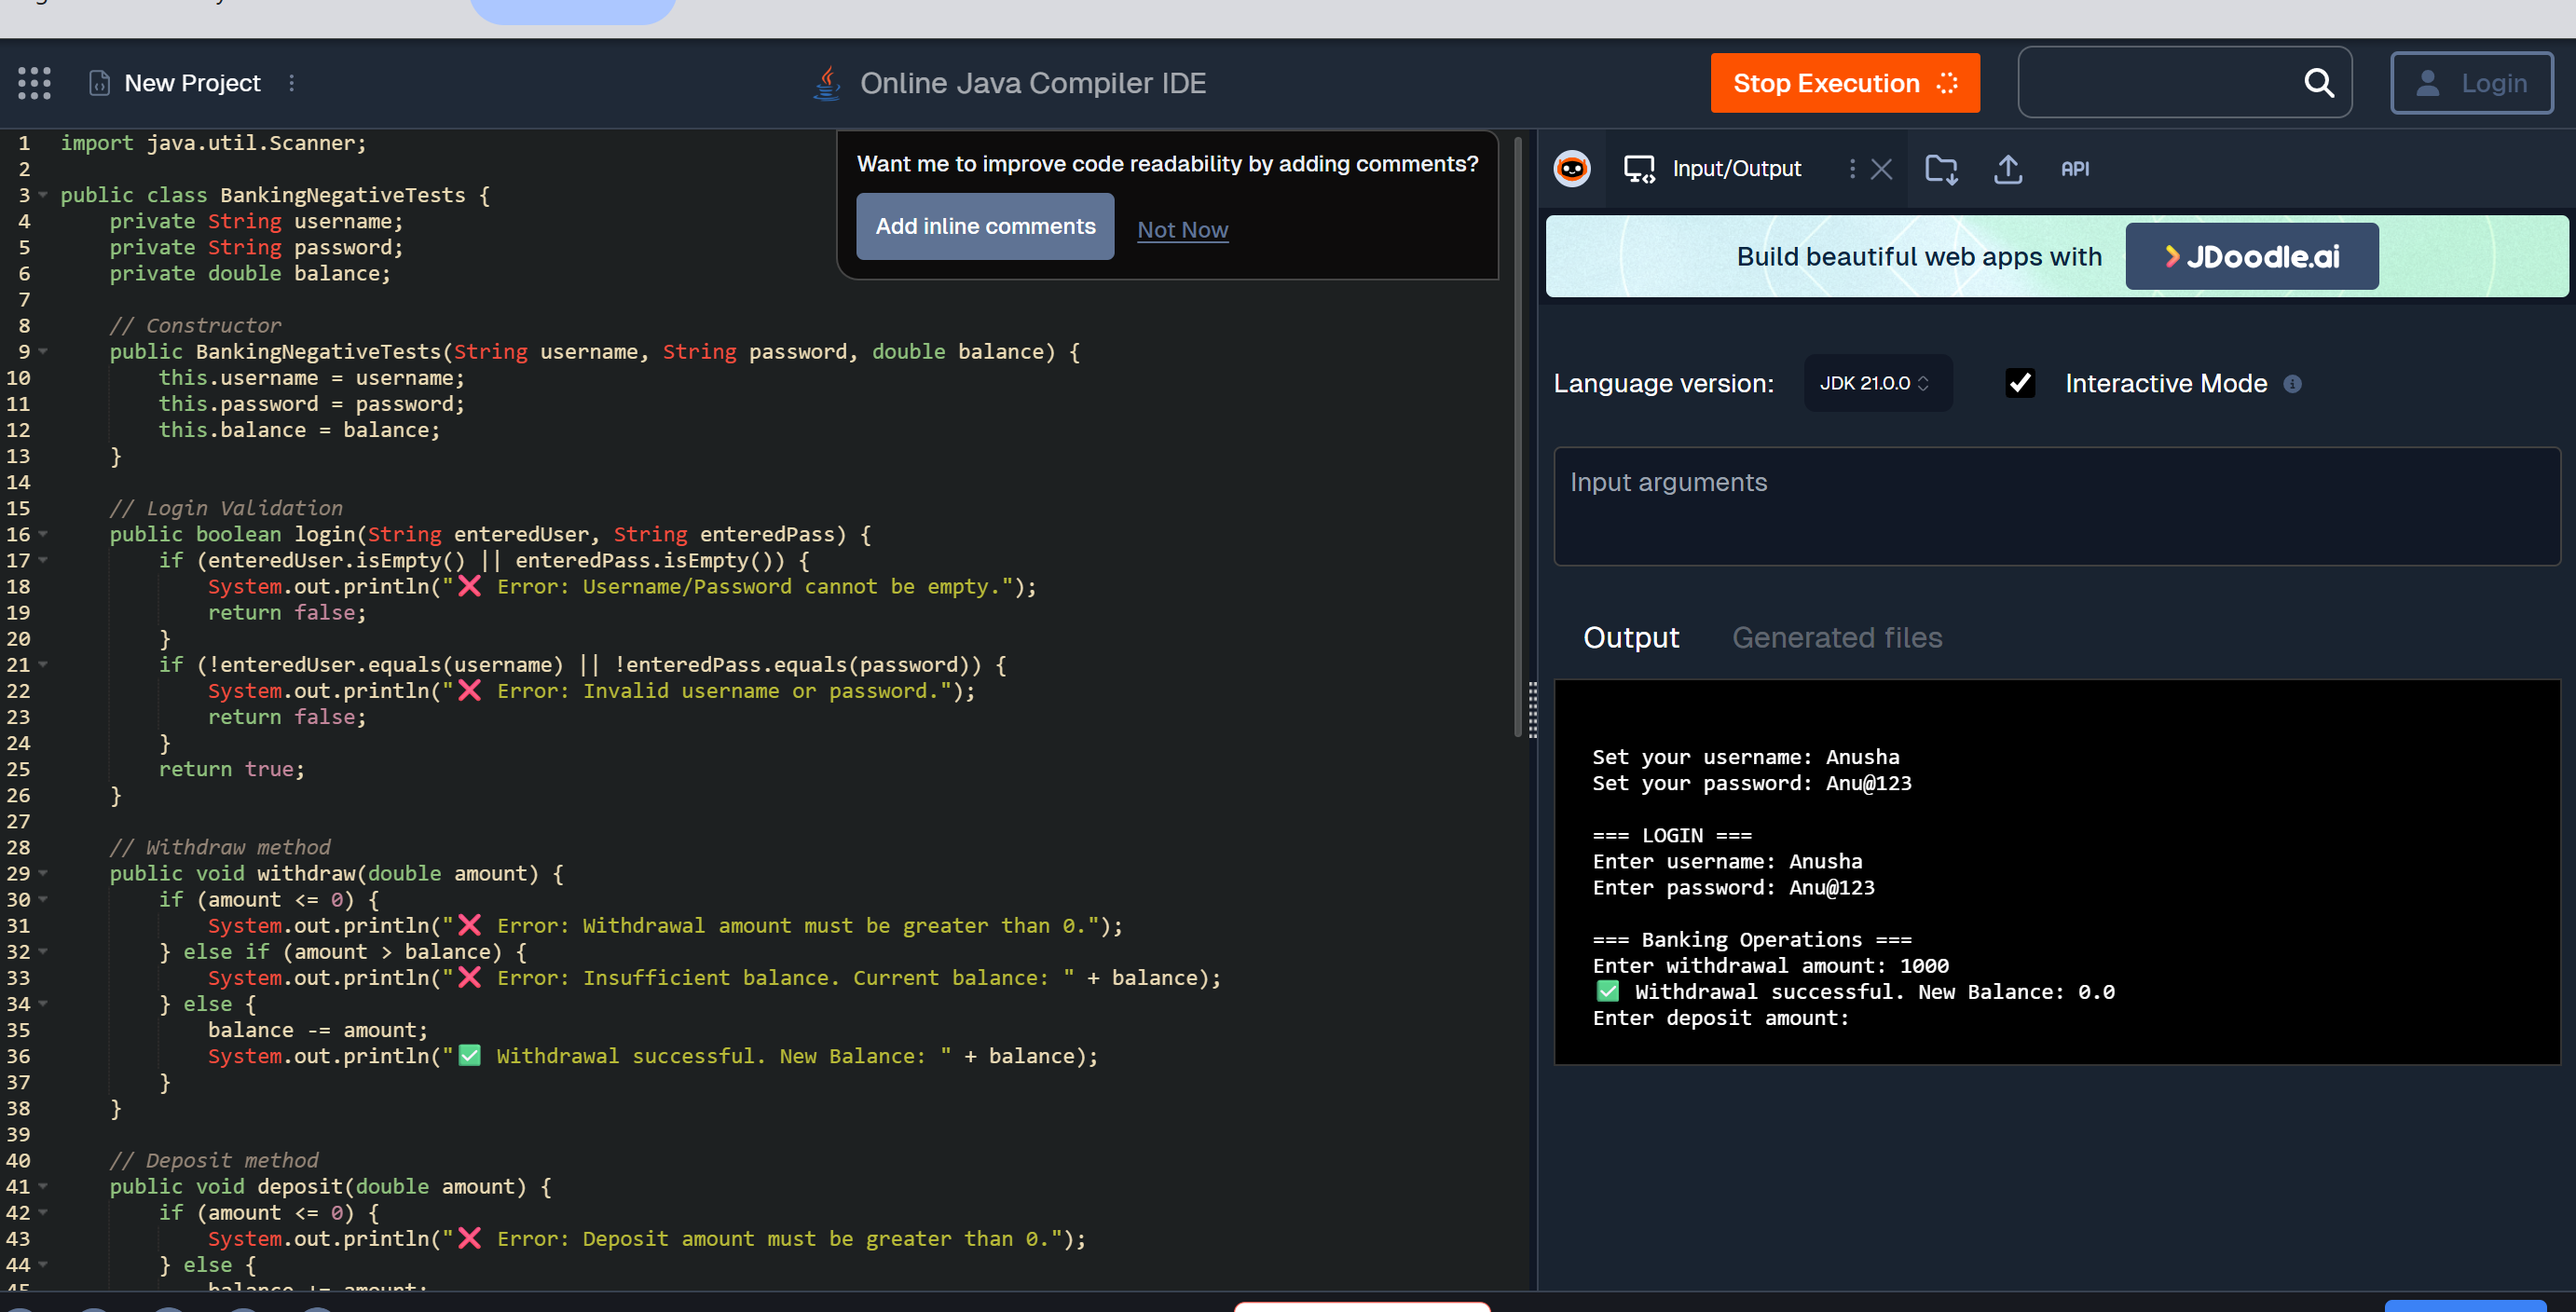 New Project
Online Java Compiler IDE
Stop Execution
Login
1 import java.util.Scanner;
2
3 public class BankingNegativeTests {
4     private String username;
5     private String password;
6     private double balance;
7
8     // Constructor
9     public BankingNegativeTests(String username, String password, double balance) {
10         this.username = username;
11         this.password = password;
12         this.balance = balance;
13     }
14
15     // Login Validation
16     public boolean login(String enteredUser, String enteredPass) {
17         if (enteredUser.isEmpty() || enteredPass.isEmpty()) {
18             System.out.println("❌ Error: Username/Password cannot be empty.");
19             return false;
20         }
21         if (!enteredUser.equals(username) || !enteredPass.equals(password)) {
22             System.out.println("❌ Error: Invalid username or password.");
23             return false;
24         }
25         return true;
26     }
27
28     // Withdraw method
29     public void withdraw(double amount) {
30         if (amount <= 0) {
31             System.out.println("❌ Error: Withdrawal amount must be greater than 0.");
32         } else if (amount > balance) {
33             System.out.println("❌ Error: Insufficient balance. Current balance: " + balance);
34         } else {
35             balance -= amount;
36             System.out.println("✅ Withdrawal successful. New Balance: " + balance);
37         }
38     }
39
40     // Deposit method
41     public void deposit(double amount) {
42         if (amount <= 0) {
43             System.out.println("❌ Error: Deposit amount must be greater than 0.");
44         } else {
45             balance += amount;
Want me to improve code readability by adding comments?
Add inline comments
Not Now
Input/Output
API
Build beautiful web apps with
JDoodle.ai
Language version:
JDK 21.0.0
Interactive Mode
Input arguments
Output
Generated files
Set your username: Anusha
Set your password: Anu@123
=== LOGIN ===
Enter username: Anusha
Enter password: Anu@123
=== Banking Operations ===
Enter withdrawal amount: 1000
✅ Withdrawal successful. New Balance: 0.0
Enter deposit amount: